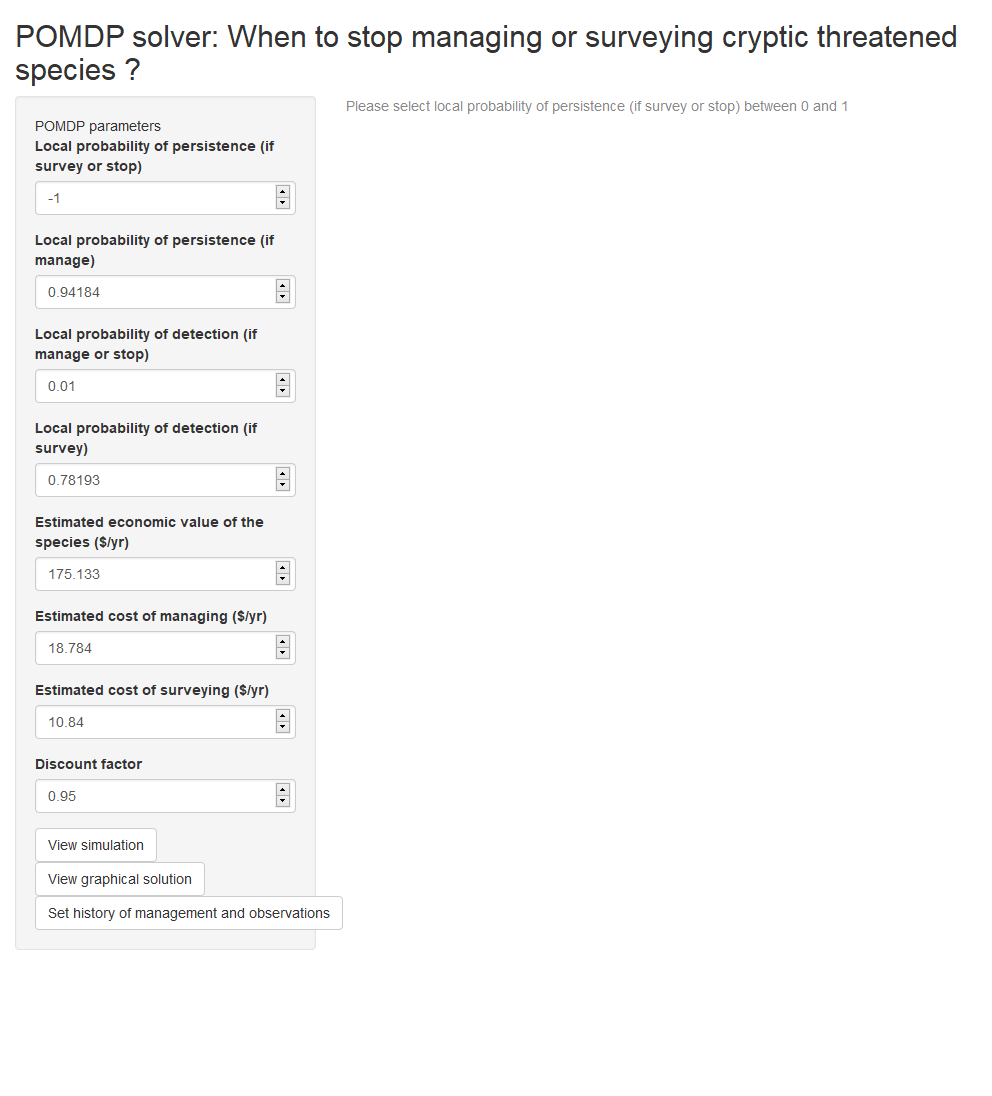 POMDP solver: When to stop managing or surveying cryptic threatened
species ?
Please select local probability of persistence (if survey or stop) between 0 and 1
POMDP parameters
Local probability of persistence (if
survey or stop)
-1
Local probability of persistence (if
manage)
0.94184
Local probability of detection (if
manage or stop)
0.01
Local probability of detection (if
survey)
0.78193
Estimated economic value of the
species ($/yr)
175.133
Estimated cost of managing ($/yr)
18.784
Estimated cost of surveying ($/yr)
10.84
Discount factor
0.95
View simulation
View graphical solution
Set history of management and observations